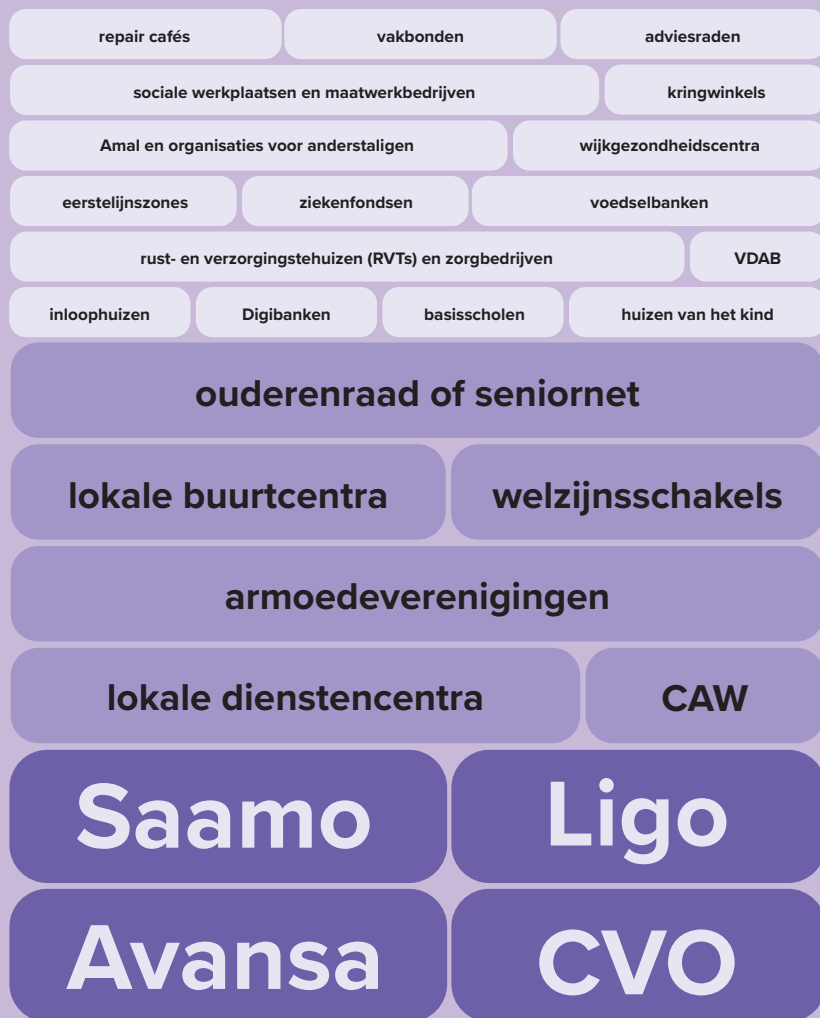 repair cafés
vakbonden
adviesraden
sociale werkplaatsen en maatwerkbedrijven
kringwinkels
Amal en organisaties voor anderstaligen
wijkgezondheidscentra
eerstelijnszones
ziekenfondsen
voedselbanken
rust- en verzorgingstehuizen (RVTs) en zorgbedrijven
VDAB
inloophuizen
Digibanken
basisscholen
huizen van het kind
ouderenraad of seniornet
lokale buurtcentra
welzijnsschakels
armoedeverenigingen
lokale dienstencentra
CAW
Saamo
Ligo
Avansa
CVO